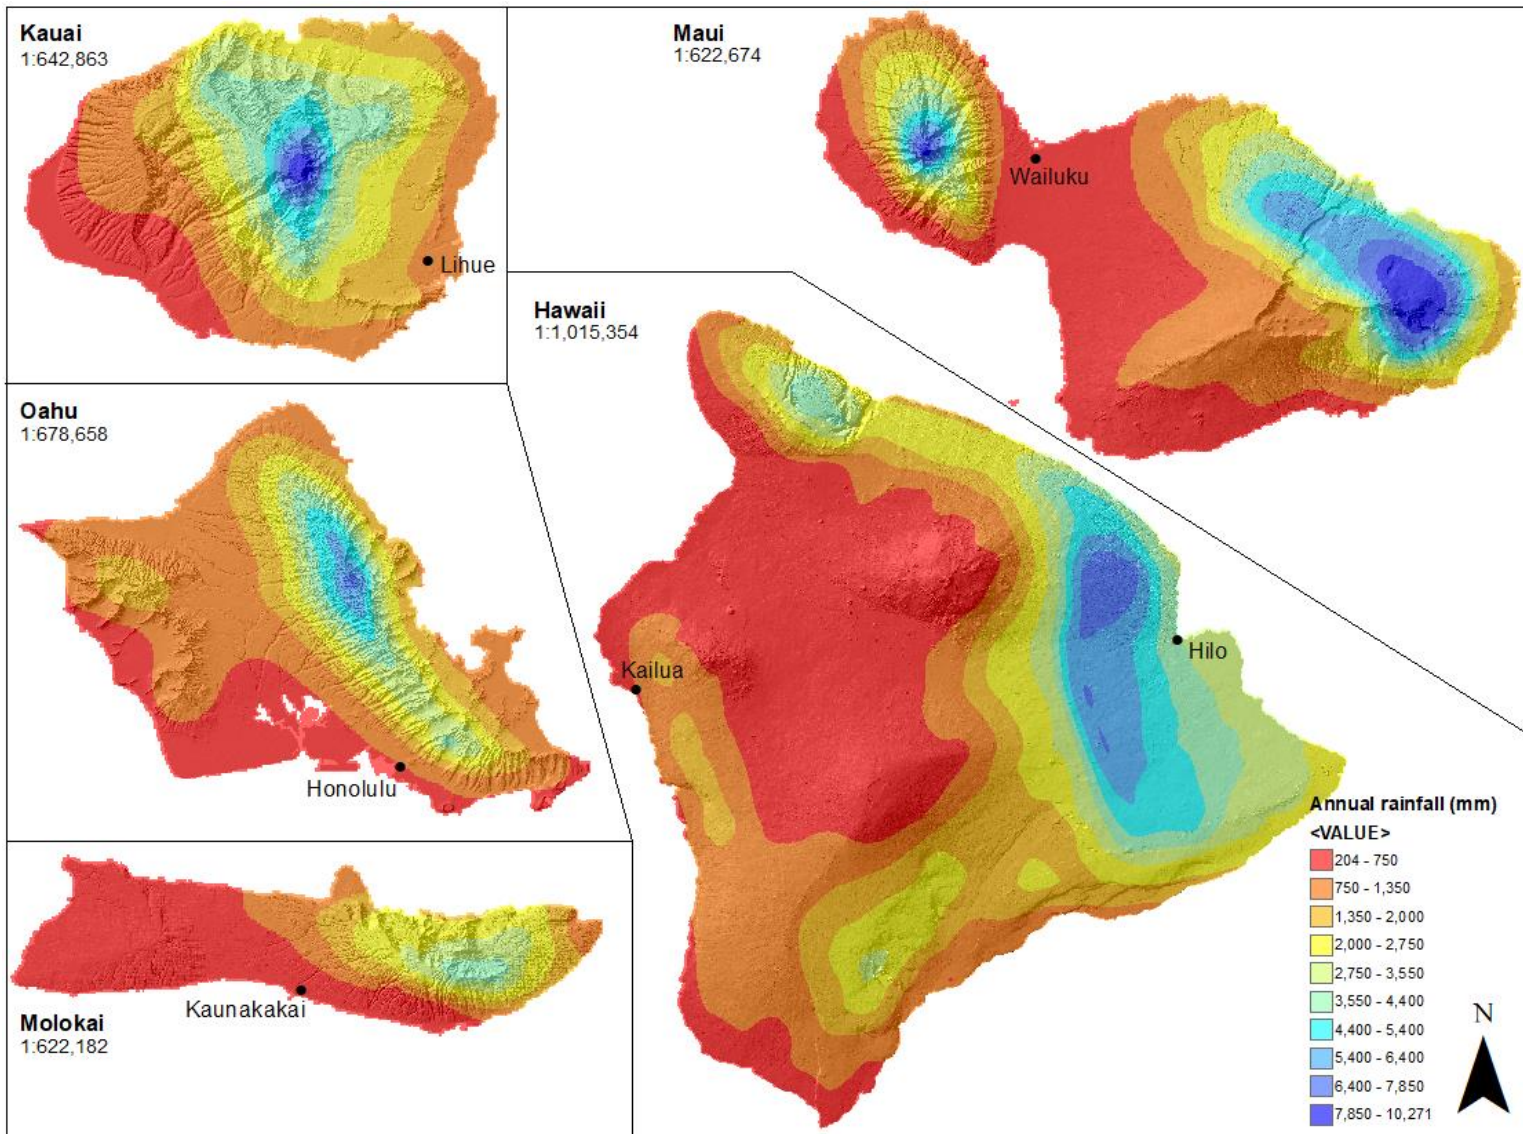 Kauai
1:642,863
Lihue
Maui
1:622,674
Wailuku
Hawaii
1:1,015,354
Kailua
Hilo
Oahu
1:678,658
Honolulu
Kaunakakai
Molokai
1:622,182
Annual rainfall (mm)
<VALUE>
204 - 750
750 - 1,350
1,350 - 2,000
2,000 - 2,750
2,750 - 3,550
3,550 - 4,400
4,400 - 5,400
5,400 - 6,400
6,400 - 7,850
7,850 - 10,271
N